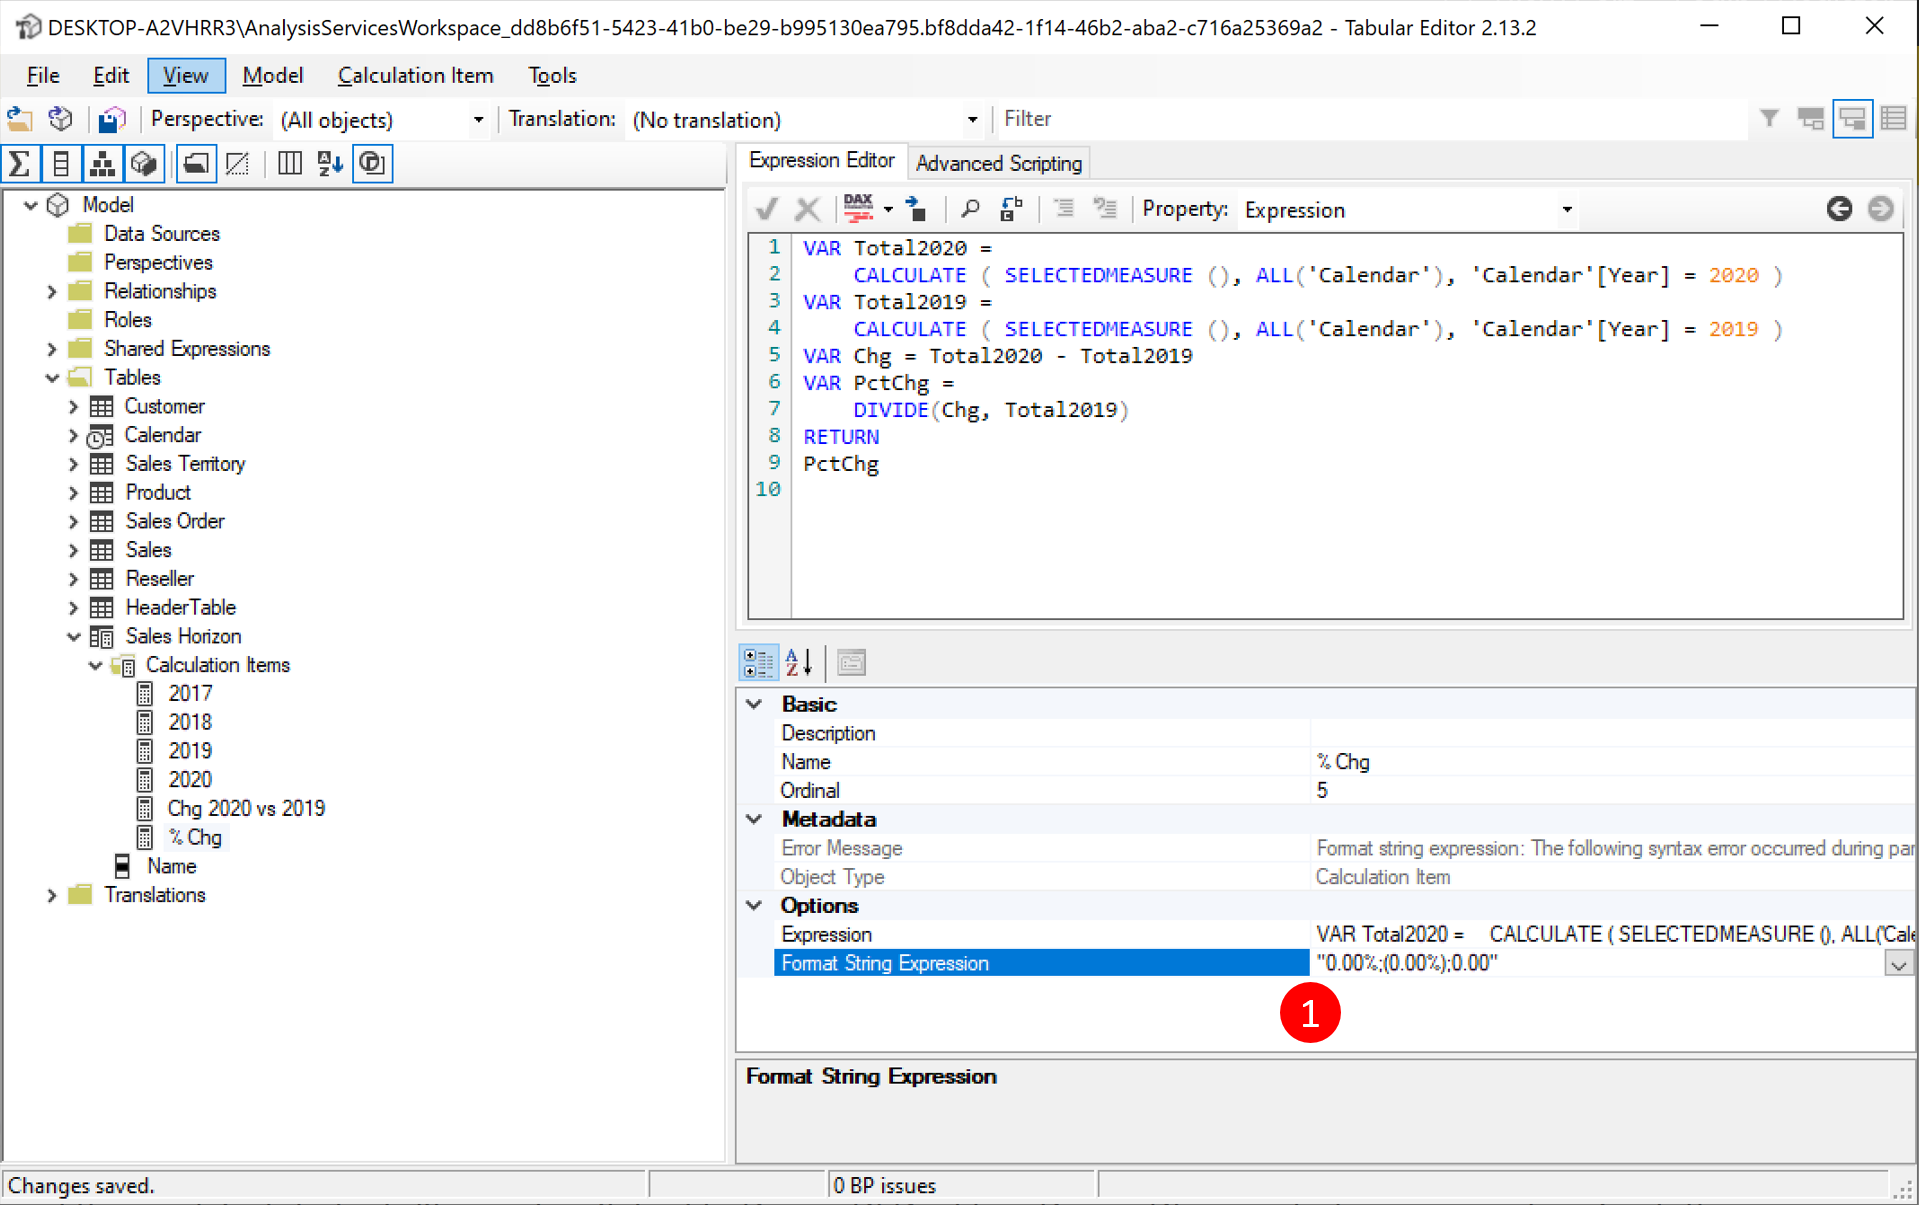 DESKTOP-A2VHRR3\AnalysisServicesWorkspace_dd8b6f51-5423-41b0-be29-b995130ea795.bf8dda42-1f14-46b2-aba2-c716a25369a2 - Tabular Editor 2.13.2
File Edit View Model Calculation Item Tools
Perspective: (All objects) Translation: (No translation) Filter
Expression Editor Advanced Scripting
DAX Property: Expression
Model
Data Sources
Perspectives
Relationships
Roles
Shared Expressions
Tables
Customer
Calendar
Sales Territory
Product
Sales Order
Sales
Reseller
HeaderTable
Sales Horizon
Calculation Items
2017
2018
2019
2020
Chg 2020 vs 2019
% Chg
Name
Translations
1 VAR Total2020 =
2 CALCULATE ( SELECTEDMEASURE (), ALL('Calendar'), 'Calendar'[Year] = 2020 )
3 VAR Total2019 =
4 CALCULATE ( SELECTEDMEASURE (), ALL('Calendar'), 'Calendar'[Year] = 2019 )
5 VAR Chg = Total2020 - Total2019
6 VAR PctChg =
7 DIVIDE(Chg, Total2019)
8 RETURN
9 PctChg
10
Basic
Description
Name % Chg
Ordinal 5
Metadata
Error Message Format string expression: The following syntax error occurred during par
Object Type Calculation Item
Options
Expression VAR Total2020 = CALCULATE ( SELECTEDMEASURE (), ALL('Cale
Format String Expression "0.00%;(0.00%);0.00"
1
Format String Expression
Changes saved. 0 BP issues